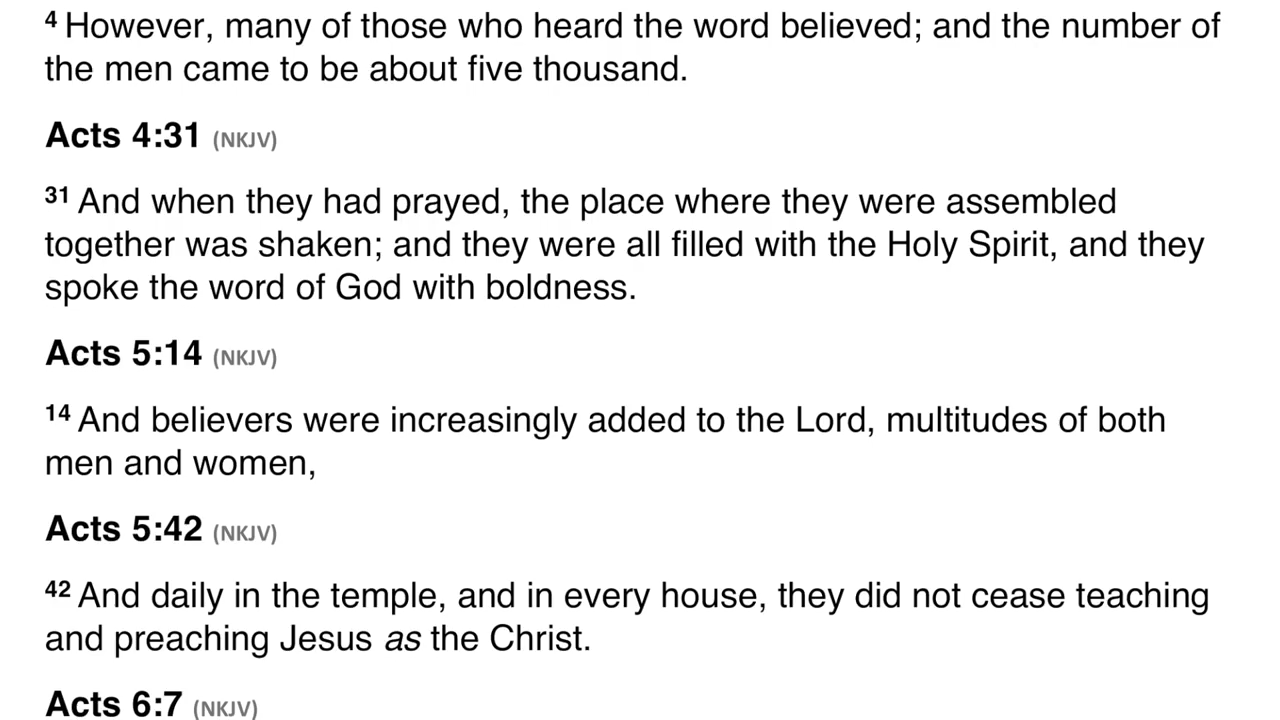 4 However, many of those who heard the word believed; and the number of
the men came to be about five thousand.
Acts 4:31 (NKJV)
31 And when they had prayed, the place where they were assembled
together was shaken; and they were all filled with the Holy Spirit, and they
spoke the word of God with boldness.
Acts 5:14 (NKJV)
14 And believers were increasingly added to the Lord, multitudes of both
men and women,
Acts 5:42 (NKJV)
42 And daily in the temple, and in every house, they did not cease teaching
and preaching Jesus as the Christ.
Acts 6:7 (NKJV)